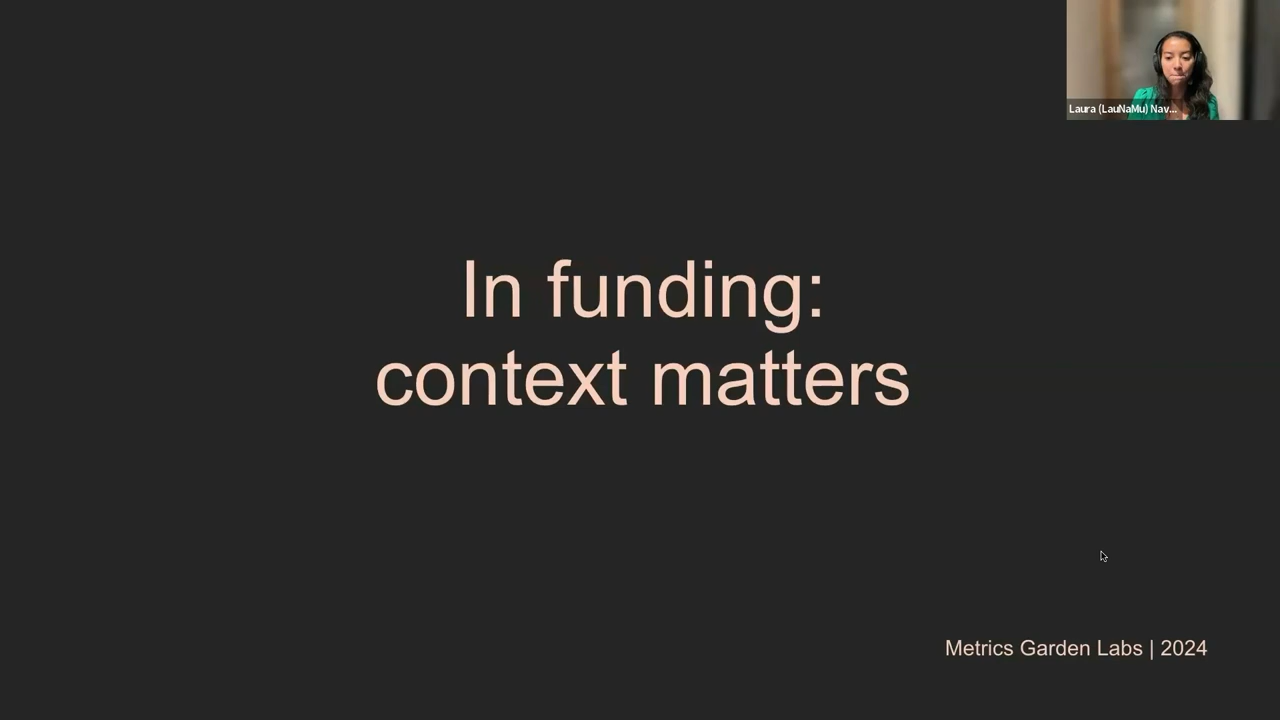 Laura (LauNaMu) Nav...
In funding:
context matters
Metrics Garden Labs | 2024